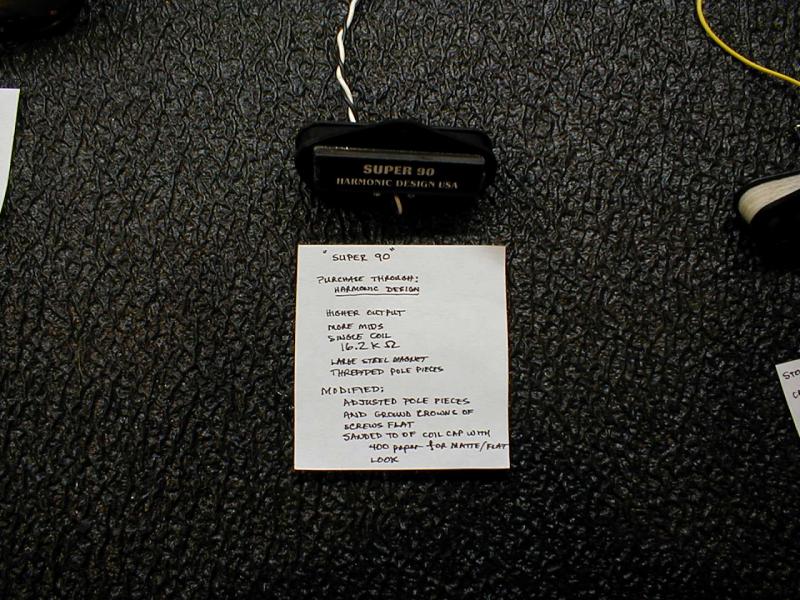 SUPER 90
HARMONIC DESIGN USA
"SUPER 90"
PURCHASE THROUGH:
HARMONIC DESIGN
HIGHER OUTPUT
MORE MIDS
SINGLE COIL
16.2 K Ω
LARGE STEEL MAGNET
THREADED POLE PIECES
MODIFIED:
ADJUSTED POLE PIECES
AND GROUND CROWNS OF
SCREWS FLAT
SANDED TO OF COIL CAP WITH
400 paper for MATTE/FLAT
LOOK